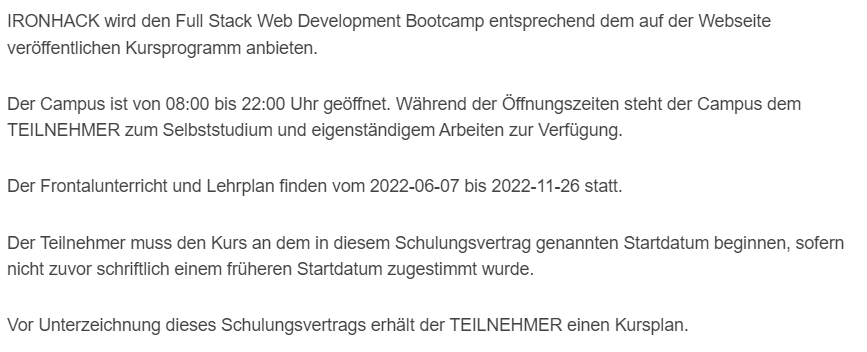 IRONHACK wird den Full Stack Web Development Bootcamp entsprechend dem auf der Webseite
veröffentlichen Kursprogramm anbieten.
Der Campus ist von 08:00 bis 22:00 Uhr geöffnet. Während der Öffnungszeiten steht der Campus dem
TEILNEHMER zum Selbststudium und eigenständigem Arbeiten zur Verfügung.
Der Frontalunterricht und Lehrplan finden vom 2022-06-07 bis 2022-11-26 statt.
Der Teilnehmer muss den Kurs an dem in diesem Schulungsvertrag genannten Startdatum beginnen, sofern
nicht zuvor schriftlich einem früheren Startdatum zugestimmt wurde.
Vor Unterzeichnung dieses Schulungsvertrags erhält der TEILNEHMER einen Kursplan.